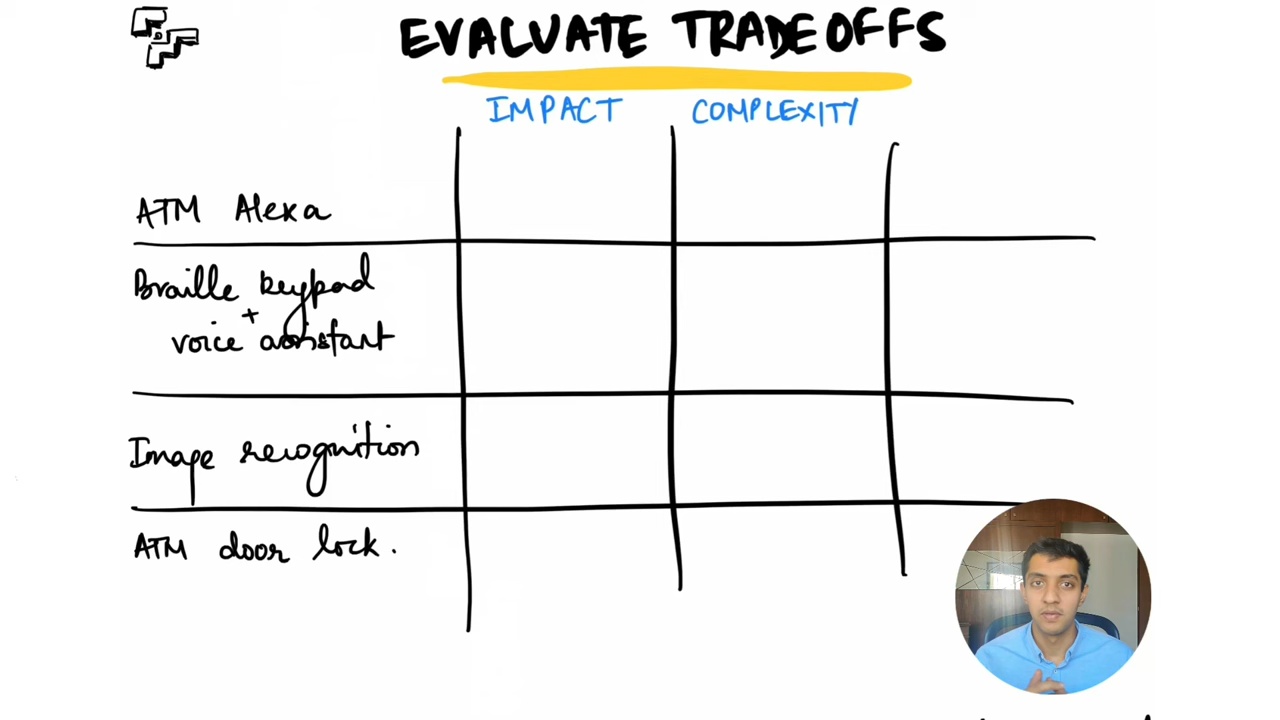 EVALUATE TRADEOFFS
IMPACT COMPLEXITY
ATM Alexa
Braille keypad
+
voice assistant
Image recognition
ATM door lock.